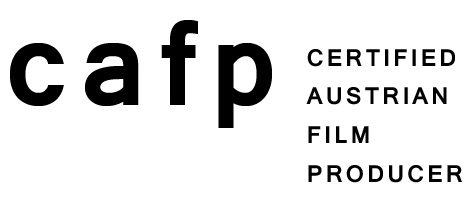 cafp
CERTIFIED
AUSTRIAN
FILM
PRODUCER